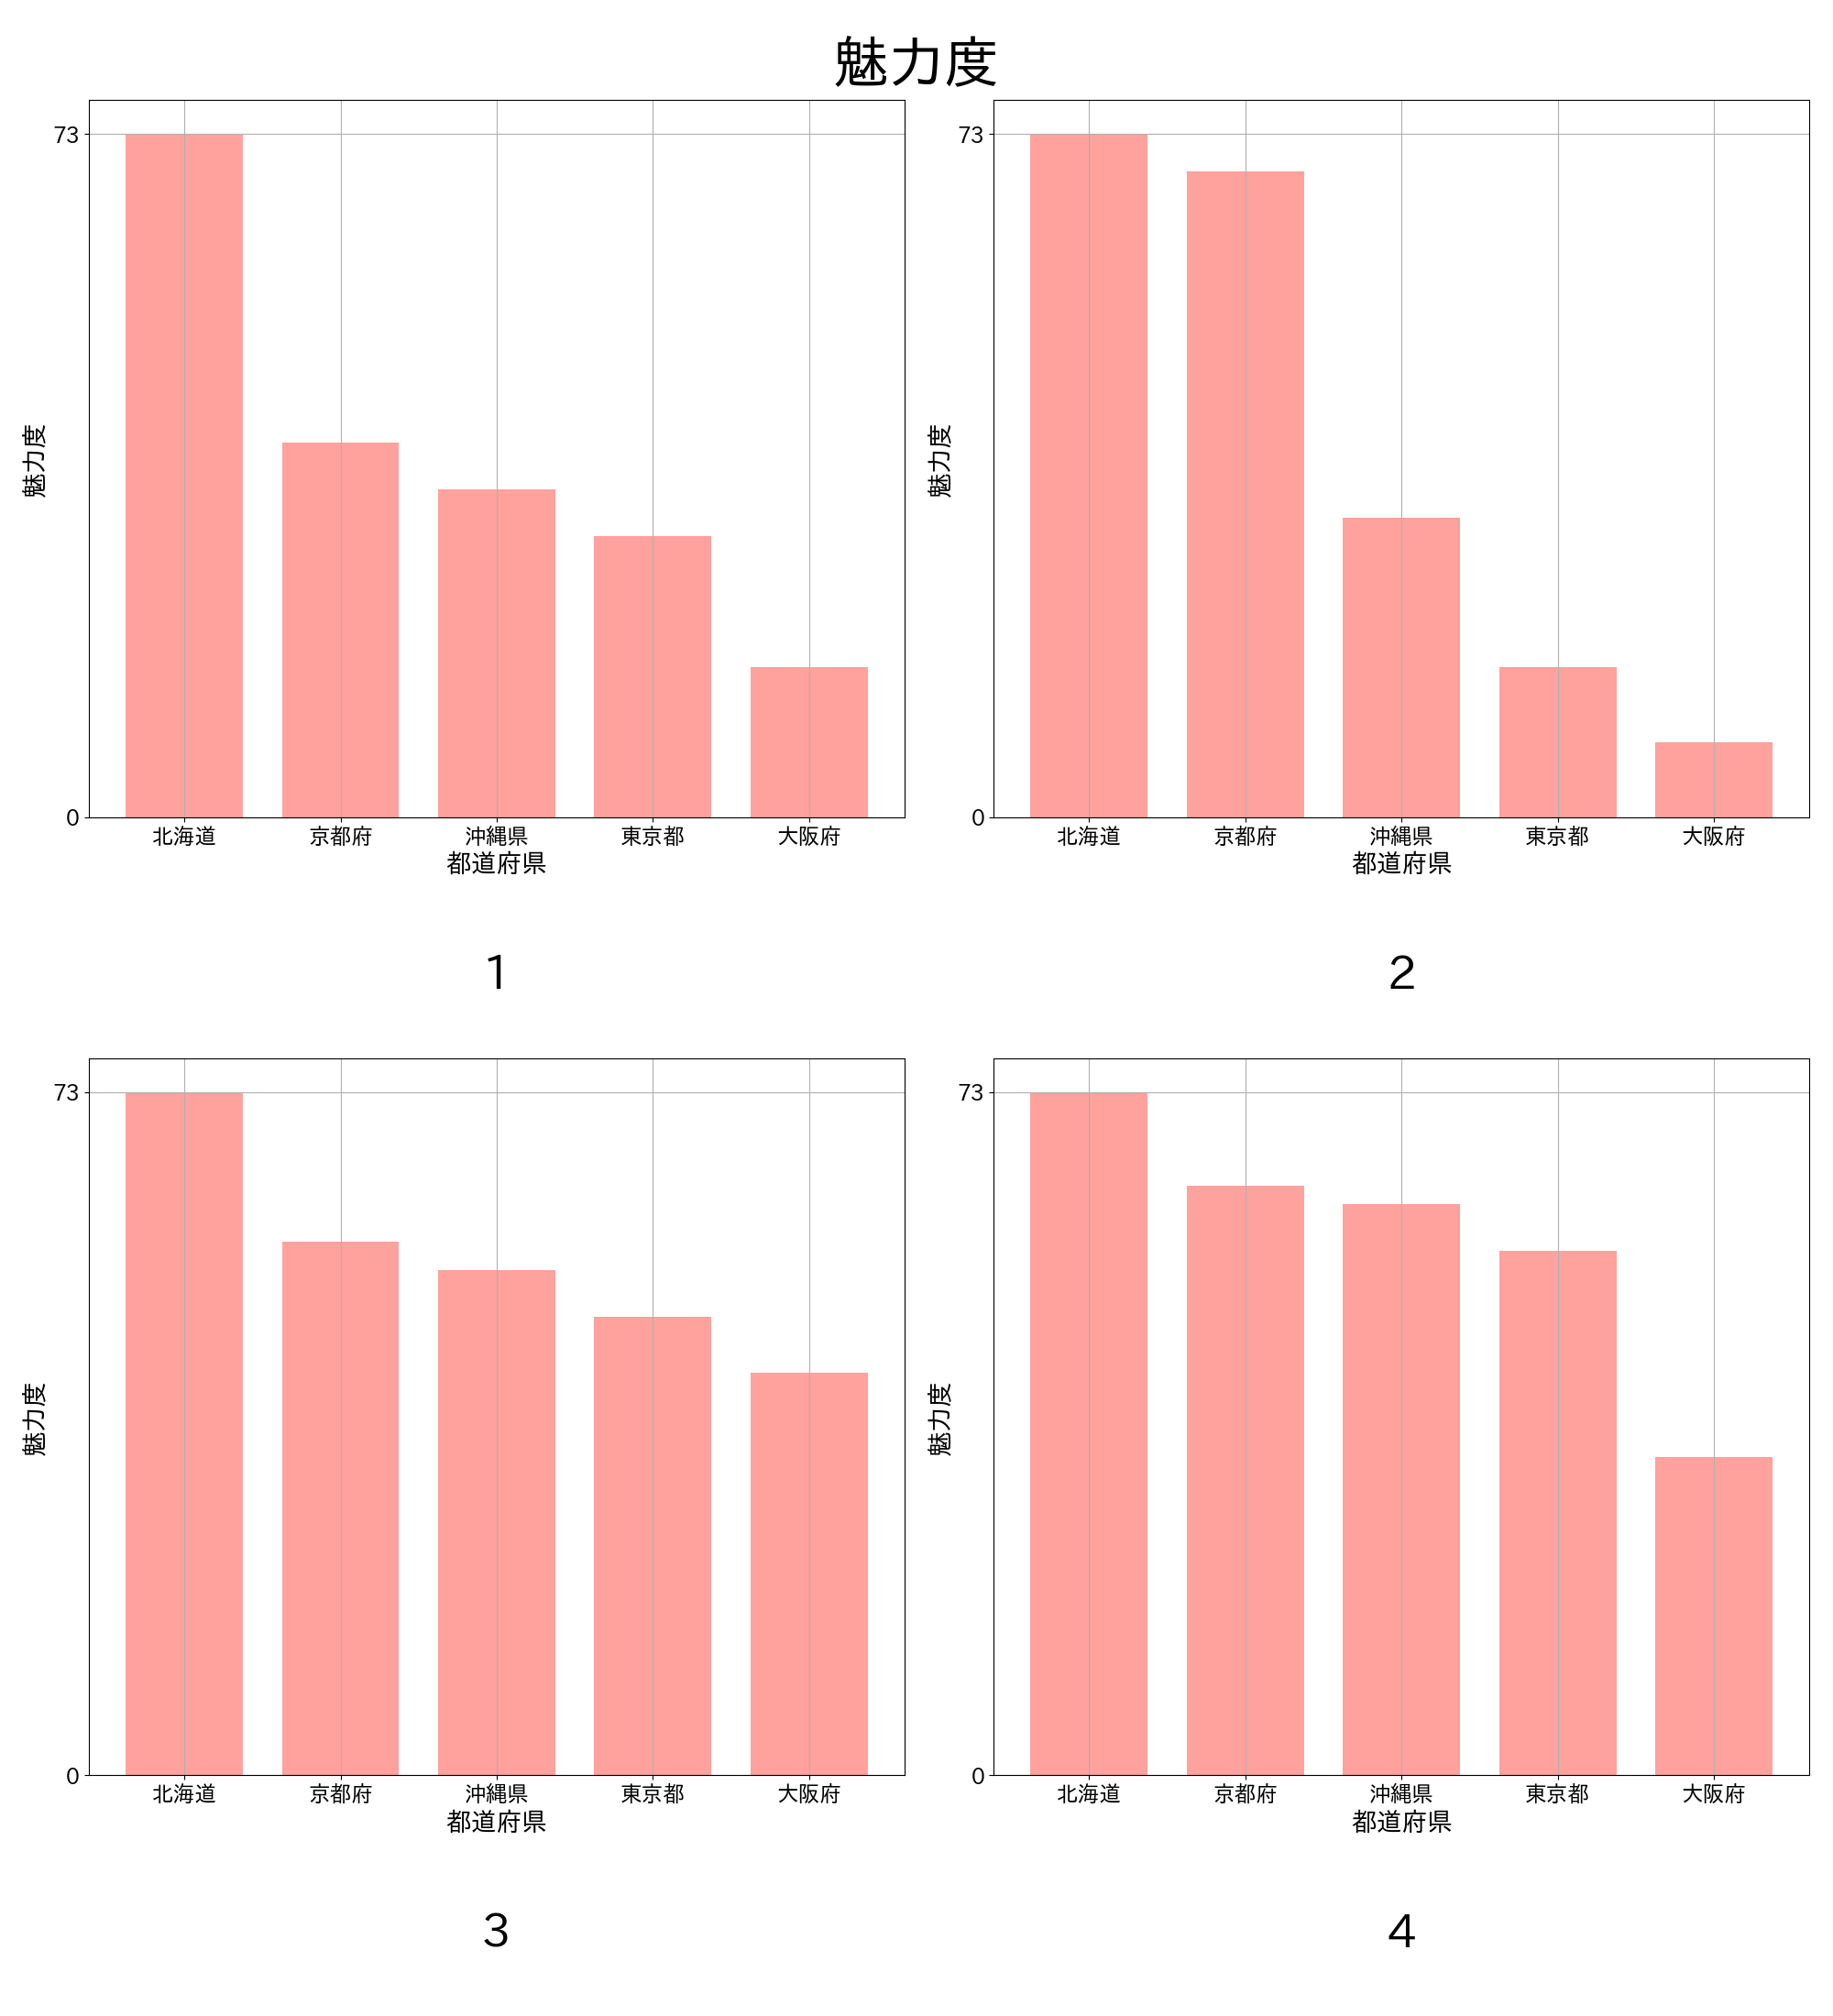 魅力度
73
魅力度
0
北海道 京都府 沖縄県 東京都 大阪府
都道府県
1
73
魅力度
0
北海道 京都府 沖縄県 東京都 大阪府
都道府県
2
73
魅力度
0
北海道 京都府 沖縄県 東京都 大阪府
都道府県
3
73
魅力度
0
北海道 京都府 沖縄県 東京都 大阪府
都道府県
4